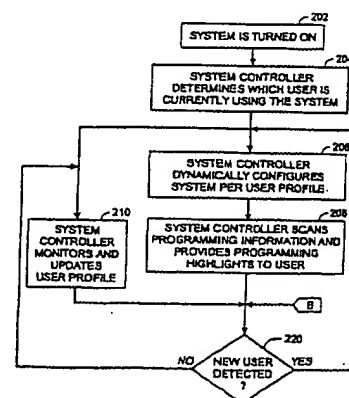 202
SYSTEM IS TURNED ON
204
SYSTEM CONTROLLER
DETERMINES WHICH USER IS
CURRENTLY USING THE SYSTEM
206
SYSTEM CONTROLLER
DYNAMICALLY CONFIGURES
SYSTEM PER USER PROFILE.
210
SYSTEM
CONTROLLER
MONITORS AND
UPDATES
USER PROFILE
208
SYSTEM CONTROLLER SCANS
PROGRAMMING INFORMATION AND
PROVIDES PROGRAMMING
HIGHLIGHTS TO USER
B
220
NO
NEW USER
DETECTED
?
YES